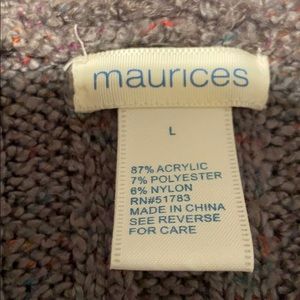 maurices
L
87% ACRYLIC
7% POLYESTER
6% NYLON
RN#51783
MADE IN CHINA
SEE REVERSE
FOR CARE